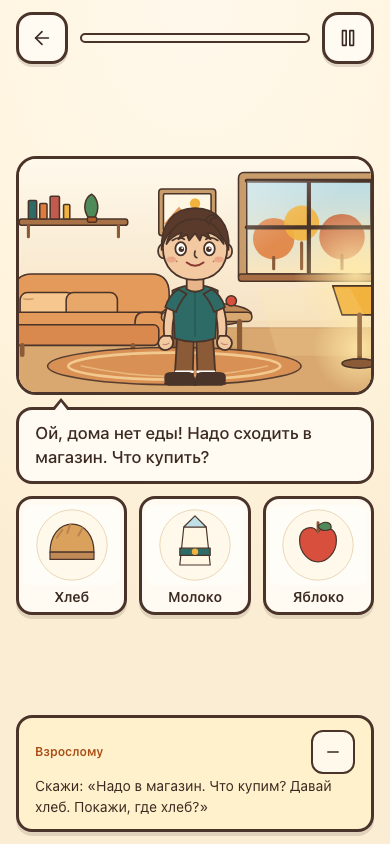 Ой, дома нет еды! Надо сходить в
магазин. Что купить?
Хлеб
Молоко
Яблоко
Взрослому
Скажи: «Надо в магазин. Что купим? Давай
хлеб. Покажи, где хлеб?»